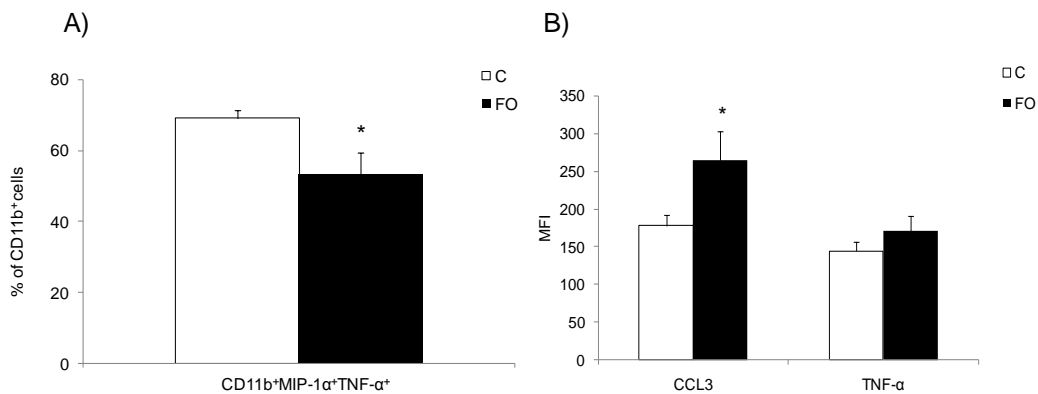 A)
C
FO
80
60
40
20
0
*
% of CD11b⁺cells
CD11b⁺MIP-1α⁺TNF-α⁺
B)
C
FO
350
300
250
200
150
100
50
0
*
MFI
CCL3
TNF-α